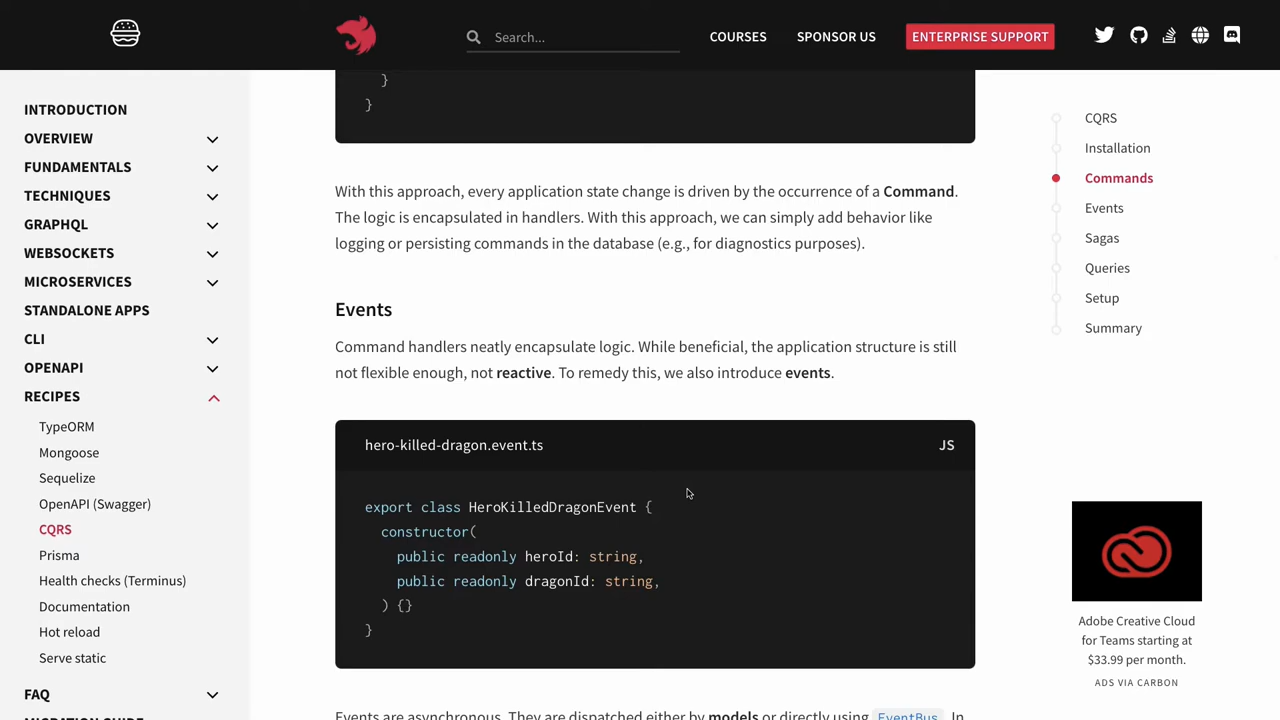 Search...
COURSES
SPONSOR US
ENTERPRISE SUPPORT
INTRODUCTION
OVERVIEW
FUNDAMENTALS
TECHNIQUES
GRAPHQL
WEBSOCKETS
MICROSERVICES
STANDALONE APPS
CLI
OPENAPI
RECIPES
TypeORM
Mongoose
Sequelize
OpenAPI (Swagger)
CQRS
Prisma
Health checks (Terminus)
Documentation
Hot reload
Serve static
FAQ
MIGRATION GUIDE
}
}
With this approach, every application state change is driven by the occurrence of a Command.
The logic is encapsulated in handlers. With this approach, we can simply add behavior like
logging or persisting commands in the database (e.g., for diagnostics purposes).
Events
Command handlers neatly encapsulate logic. While beneficial, the application structure is still
not flexible enough, not reactive. To remedy this, we also introduce events.
hero-killed-dragon.event.ts
JS
export class HeroKilledDragonEvent {
constructor(
public readonly heroId: string,
public readonly dragonId: string,
) {}
}
Events are asynchronous. They are dispatched either by models or directly using EventBus. In
CQRS
Installation
Commands
Events
Sagas
Queries
Setup
Summary
Adobe Creative Cloud
for Teams starting at
$33.99 per month.
ADS VIA CARBON